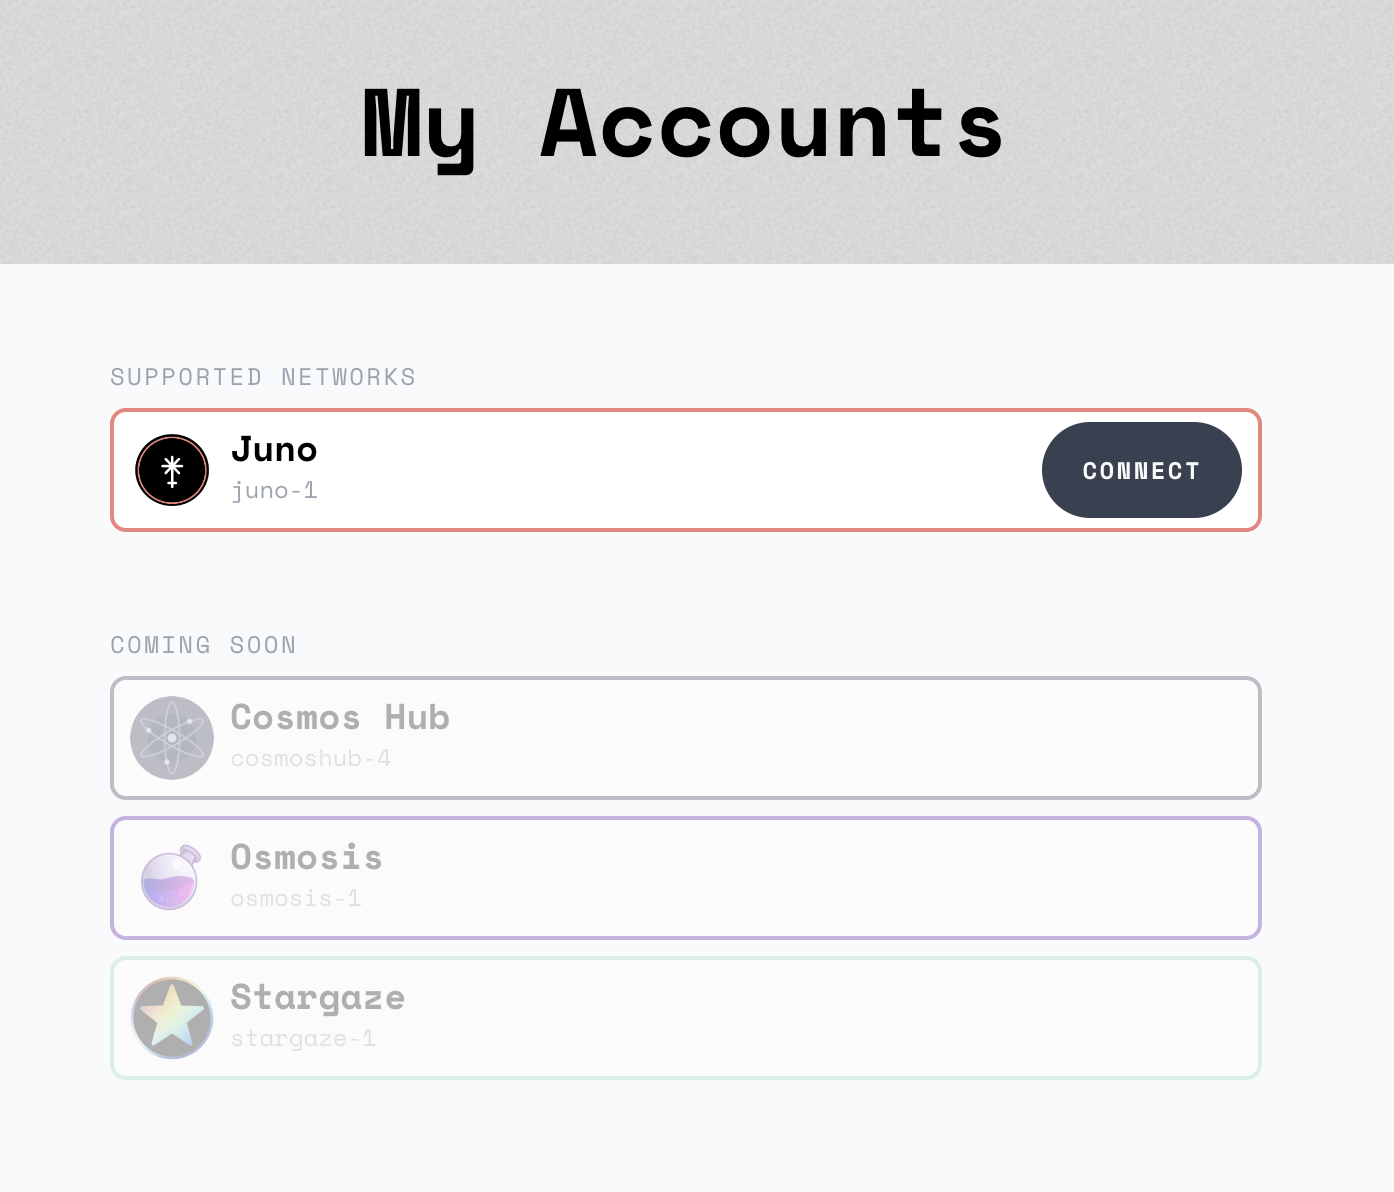 My Accounts
SUPPORTED NETWORKS
Juno
juno-1
CONNECT
COMING SOON
Cosmos Hub
cosmoshub-4
Osmosis
osmosis-1
Stargaze
stargaze-1